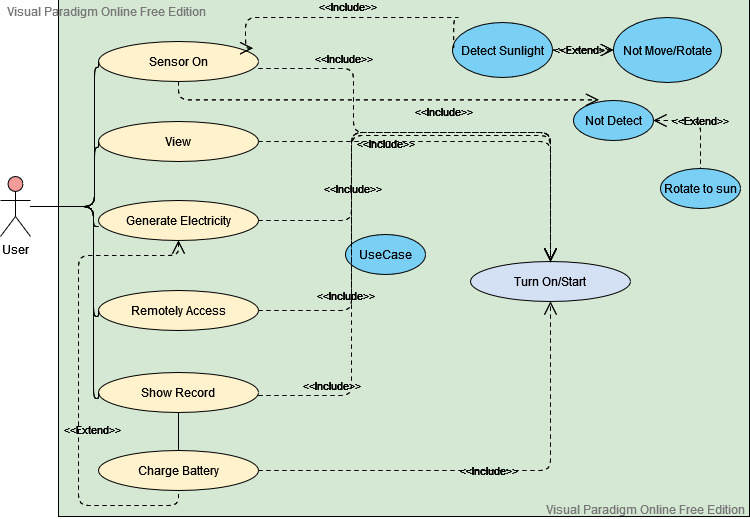 Visual Paradigm Online Free Edition
<<Include>>
Sensor On
<<Include>>
Detect Sunlight
<<Extend>>
Not Move/Rotate
<<Include>>
Not Detect
<<Extend>>
View
<<Include>>
Rotate to sun
<<Include>>
User
Generate Electricity
UseCase
Turn On/Start
Remotely Access
<<Include>>
Show Record
<<Include>>
<<Extend>>
Charge Battery
<<Include>>
Visual Paradigm Online Free Edition